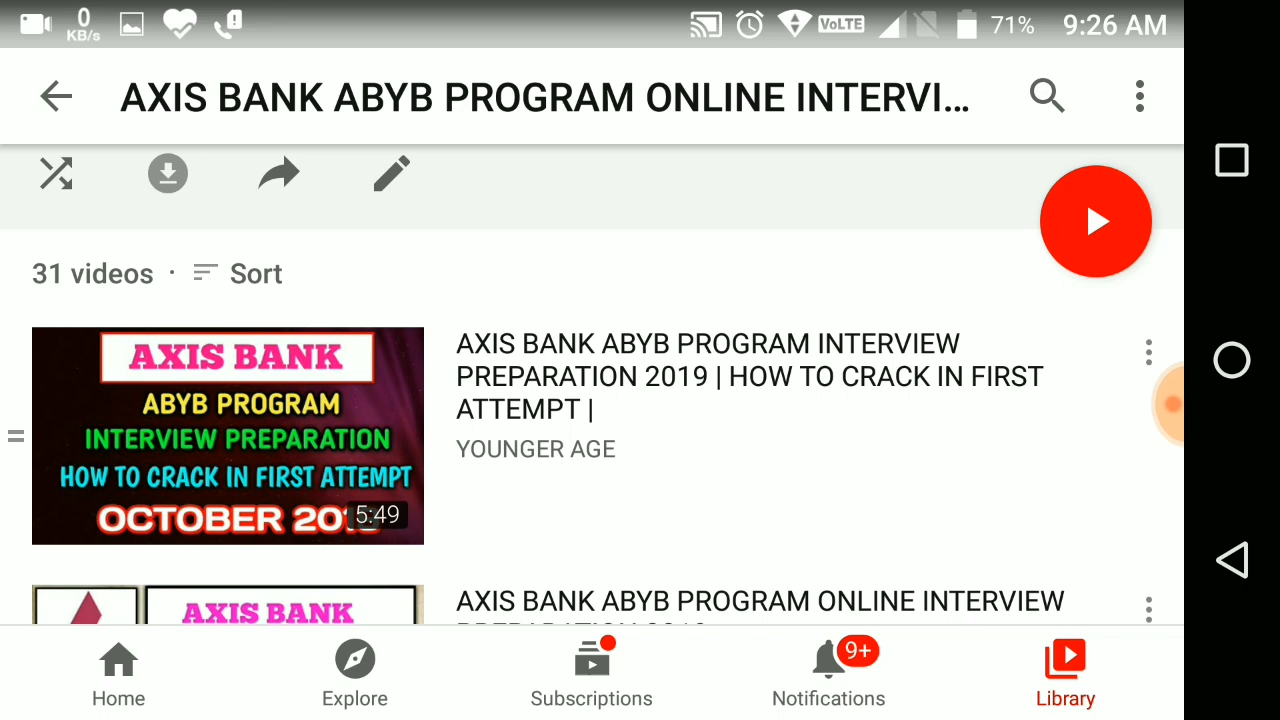 0
KB/s
VoLTE
71%
9:26 AM
AXIS BANK ABYB PROGRAM ONLINE INTERVI...
31 videos · Sort
AXIS BANK
ABYB PROGRAM
INTERVIEW PREPARATION
HOW TO CRACK IN FIRST ATTEMPT
OCTOBER
5:49
AXIS BANK ABYB PROGRAM INTERVIEW
PREPARATION 2019 | HOW TO CRACK IN FIRST
ATTEMPT |
YOUNGER AGE
AXIS BANK
AXIS BANK ABYB PROGRAM ONLINE INTERVIEW
Home
Explore
Subscriptions
9+
Notifications
Library